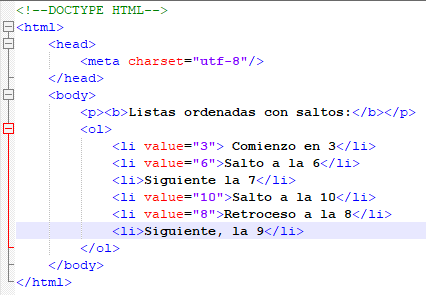 <!--DOCTYPE HTML-->
<html>
<head>
<meta charset="utf-8"/>
</head>
<body>
<p><b>Listas ordenadas con saltos:</b></p>
<ol>
<li value="3"> Comienzo en 3</li>
<li value="6">Salto a la 6</li>
<li>Siguiente la 7</li>
<li value="10">Salto a la 10</li>
<li value="8">Retroceso a la 8</li>
<li>Siguiente, la 9</li>
</ol>
</body>
</html>